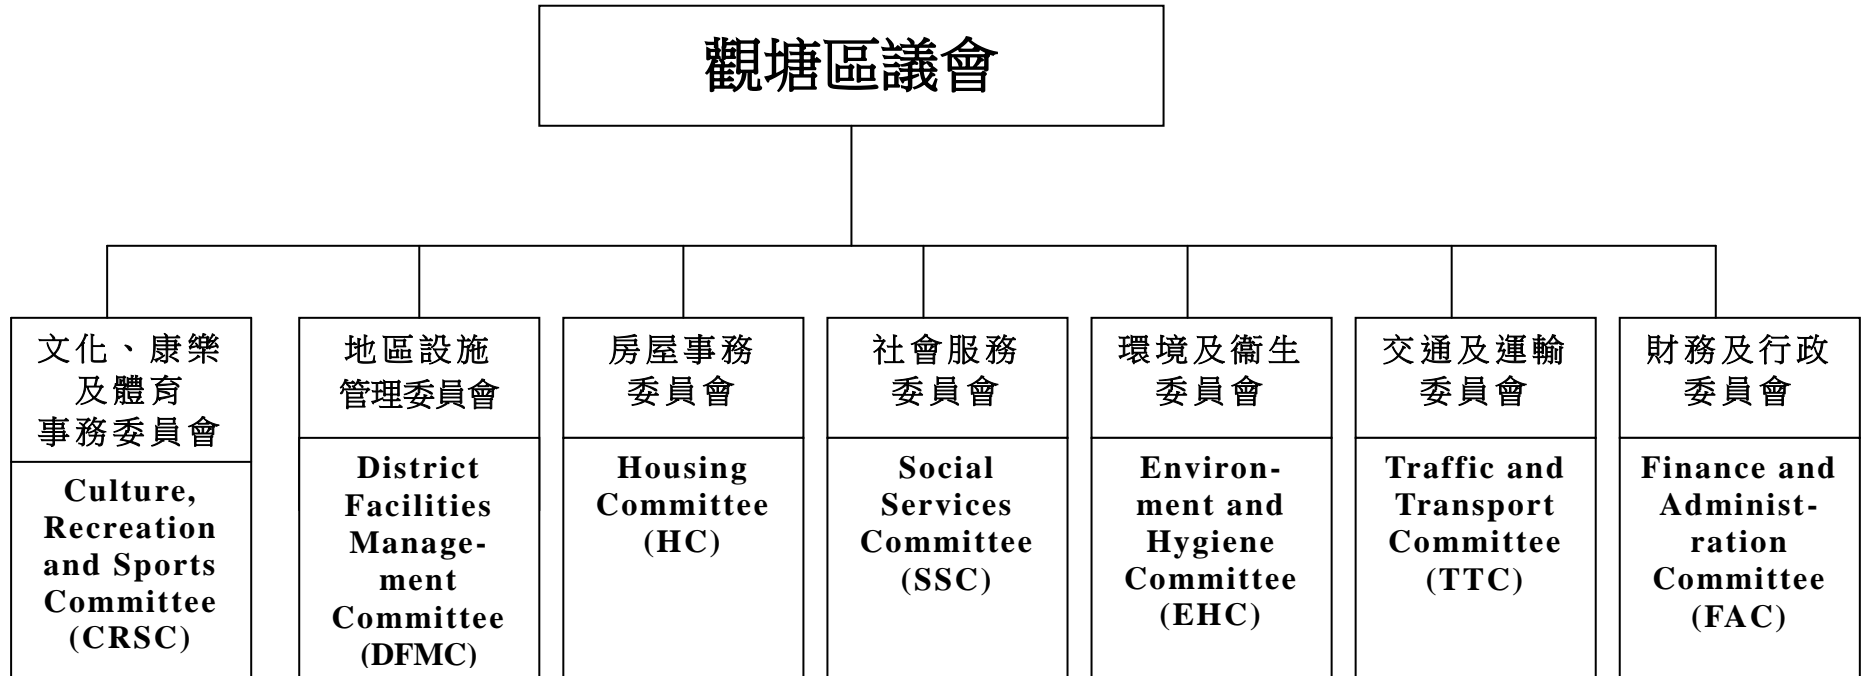 觀塘區議會
文化、康樂
及體育
事務委員會
Culture,
Recreation
and Sports
Committee
(CRSC)
地區設施
管理委員會
District
Facilities
Manage-
ment
Committee
(DFMC)
房屋事務
委員會
Housing
Committee
(HC)
社會服務
委員會
Social
Services
Committee
(SSC)
環境及衞生
委員會
Environ-
ment and
Hygiene
Committee
(EHC)
交通及運輸
委員會
Traffic and
Transport
Committee
(TTC)
財務及行政
委員會
Finance and
Administ-
ration
Committee
(FAC)